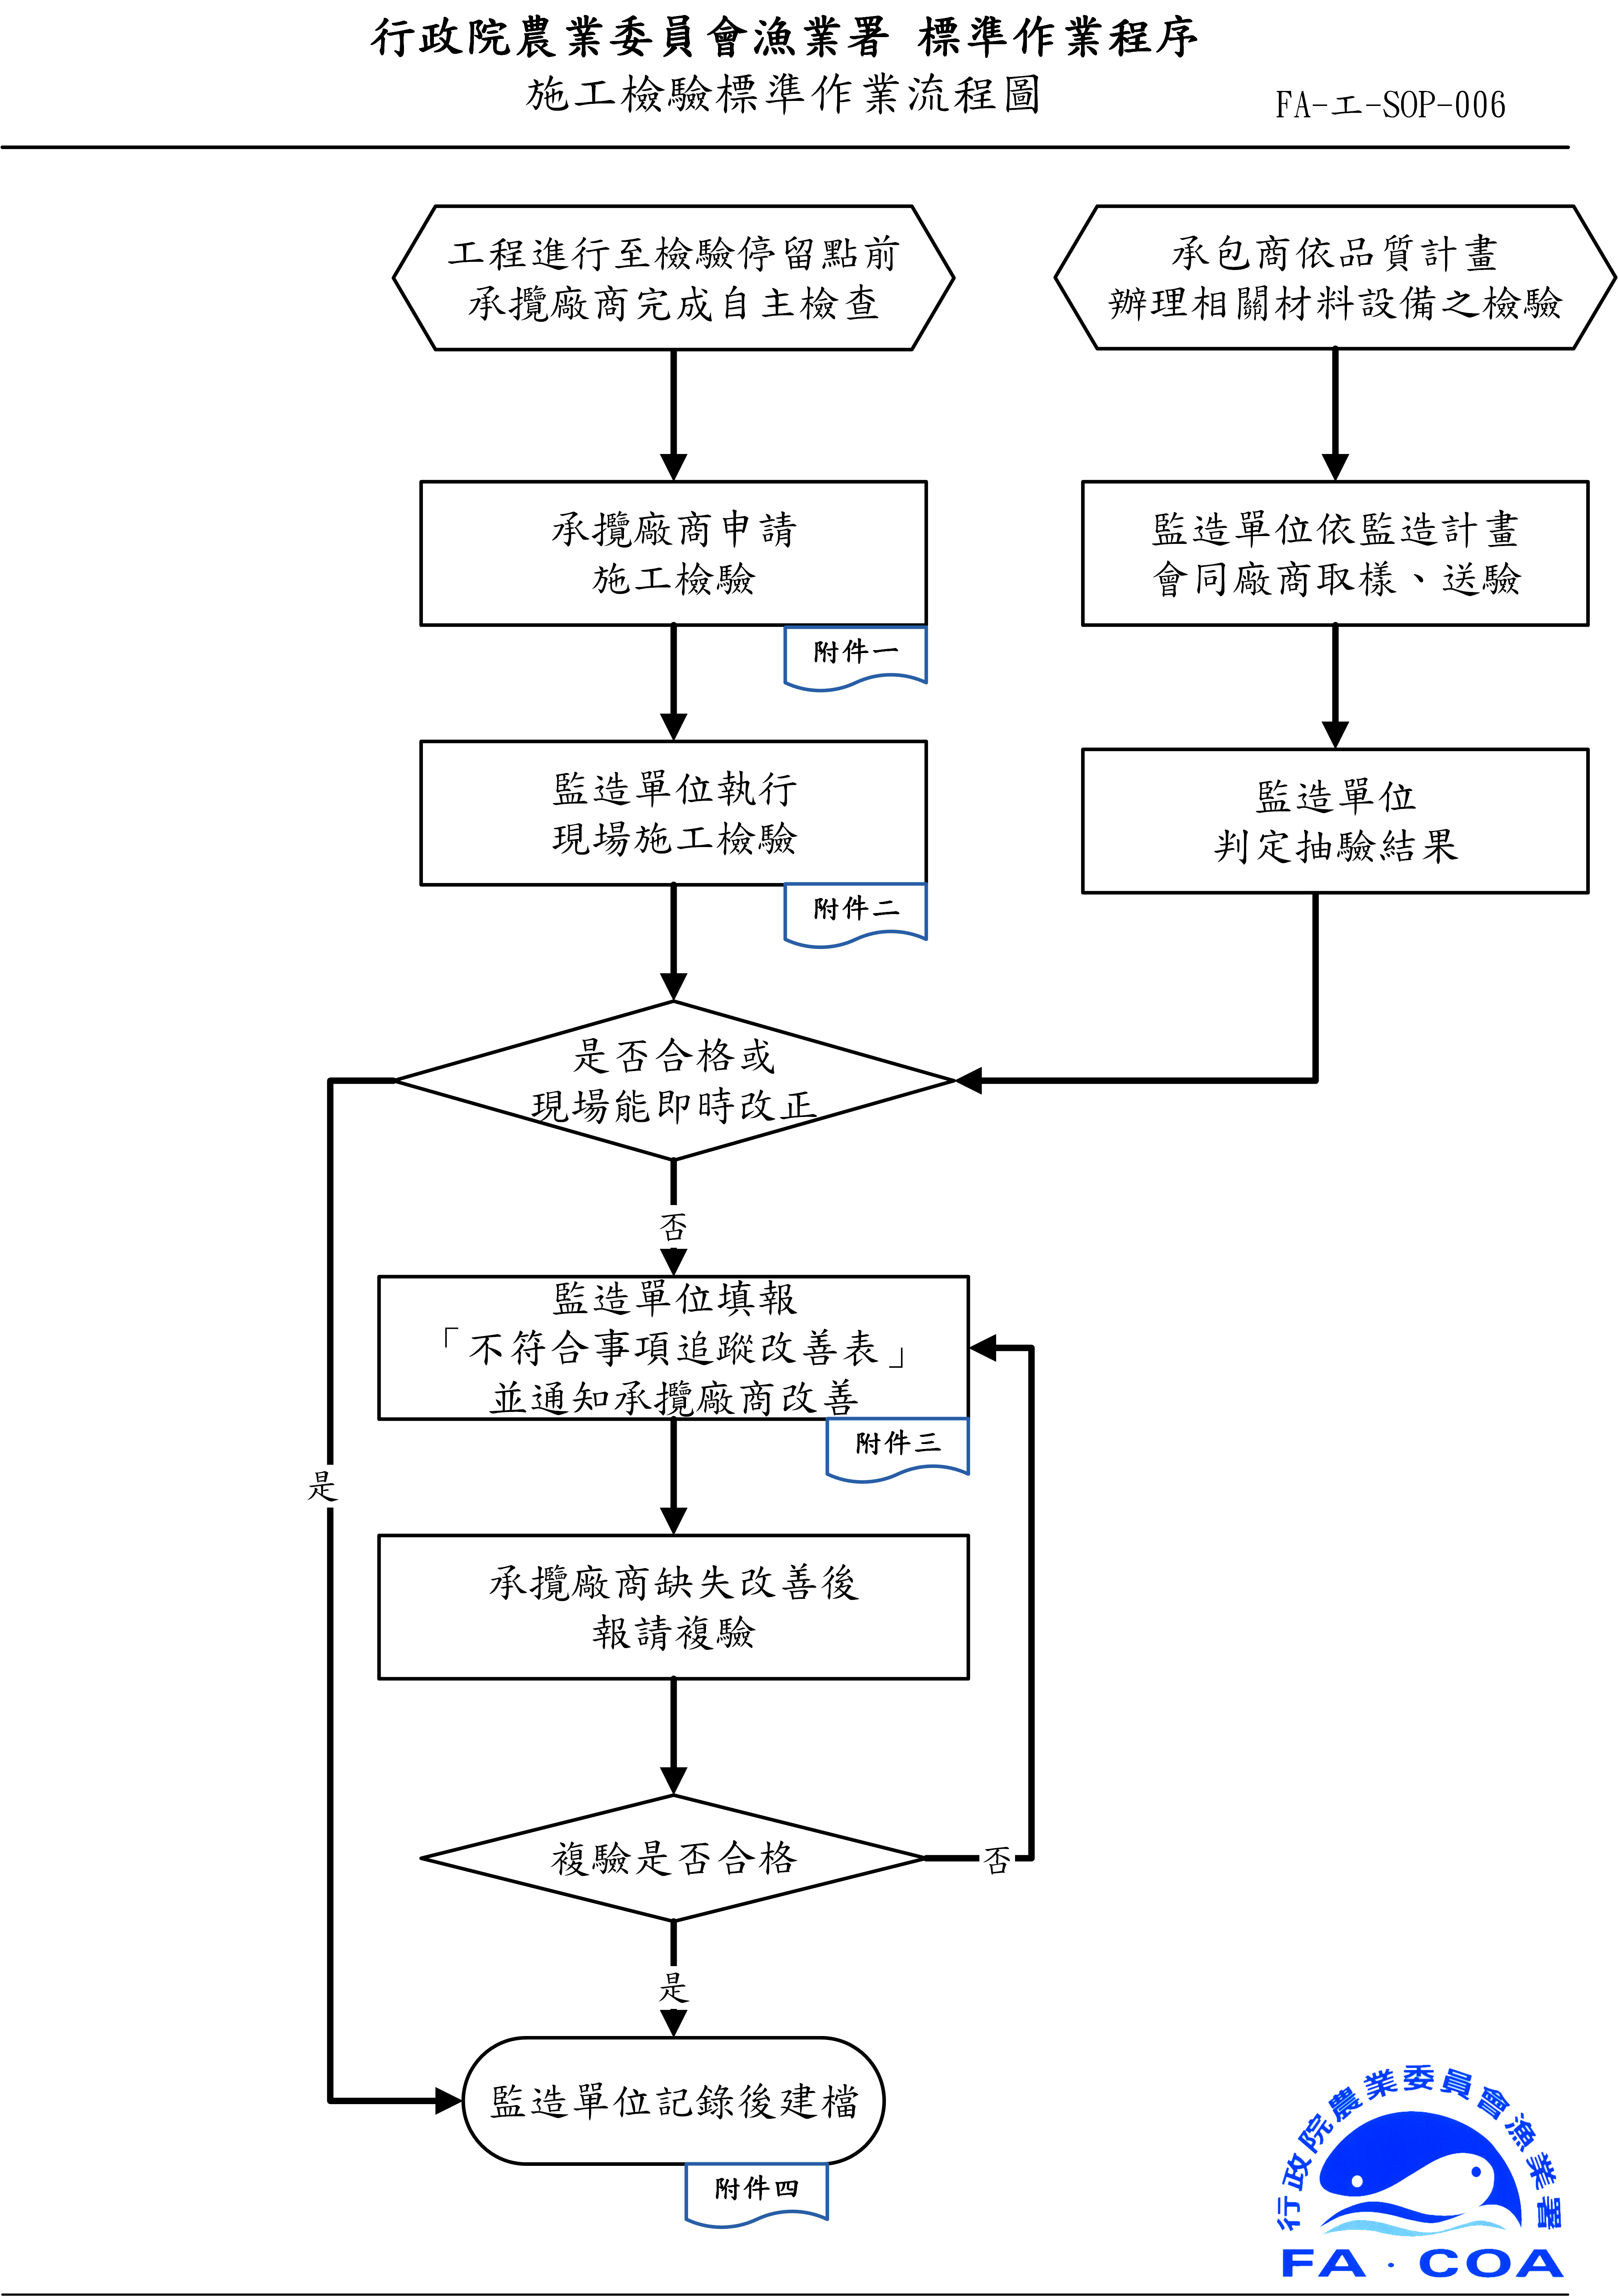 行政院農業委員會漁業署 標準作業程序
施工檢驗標準作業流程圖
FA-工-SOP-006
工程進行至檢驗停留點前
承攬廠商完成自主檢查
承包商依品質計畫
辦理相關材料設備之檢驗
承攬廠商申請
施工檢驗
附件一
監造單位依監造計畫
會同廠商取樣、送驗
監造單位執行
現場施工檢驗
附件二
監造單位
判定抽驗結果
是否合格或
現場能即時改正
否
是
監造單位填報
「不符合事項追蹤改善表」
並通知承攬廠商改善
附件三
承攬廠商缺失改善後
報請複驗
複驗是否合格
否
是
監造單位記錄後建檔
附件四
行政院農業委員會漁業署
FA·COA